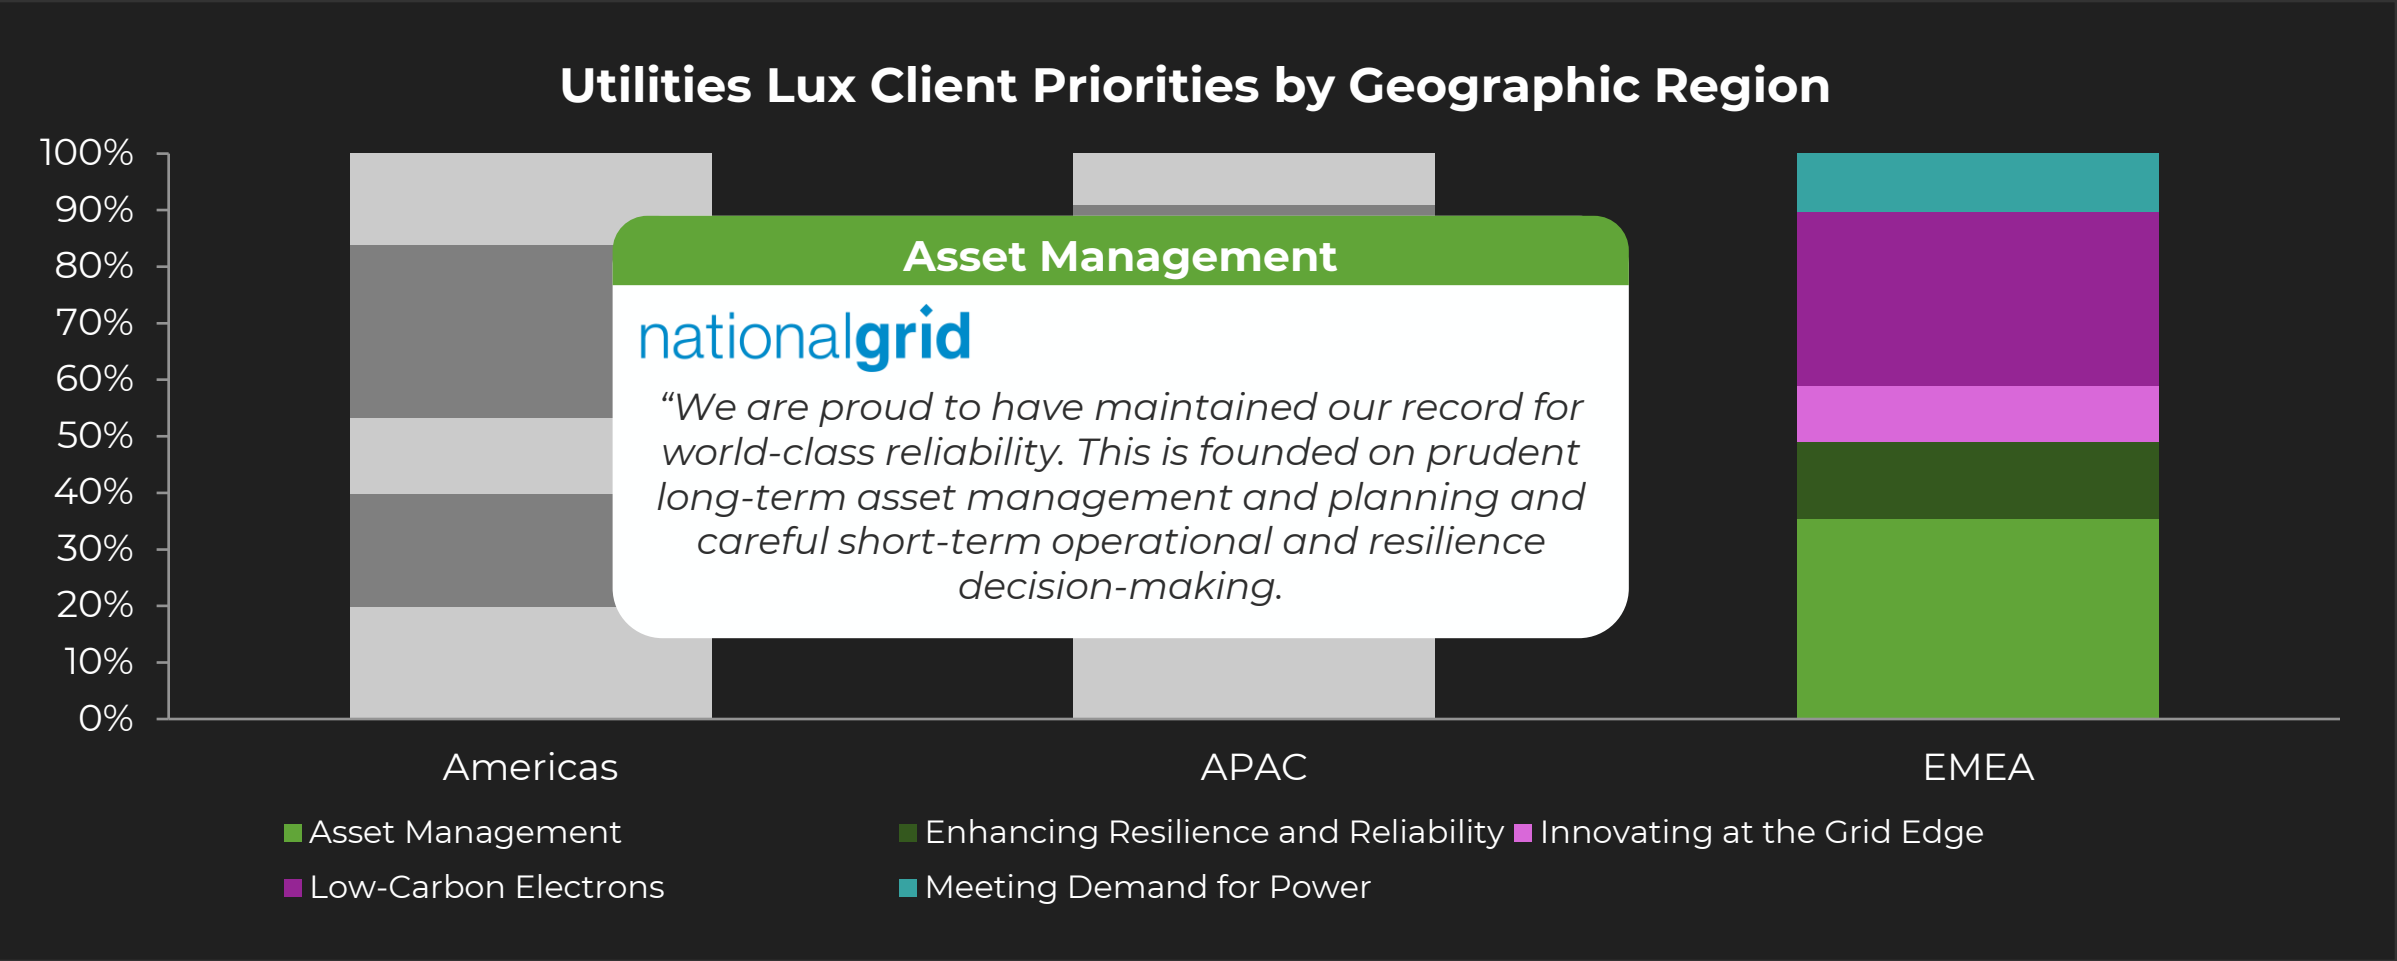 Utilities Lux Client Priorities by Geographic Region
100%
90%
80%
70%
60%
50%
40%
30%
20%
10%
0%
Asset Management
nationalgrid
“We are proud to have maintained our record for
world-class reliability. This is founded on prudent
long-term asset management and planning and
careful short-term operational and resilience
decision-making.
Americas
APAC
EMEA
Asset Management
Enhancing Resilience and Reliability
Innovating at the Grid Edge
Low-Carbon Electrons
Meeting Demand for Power